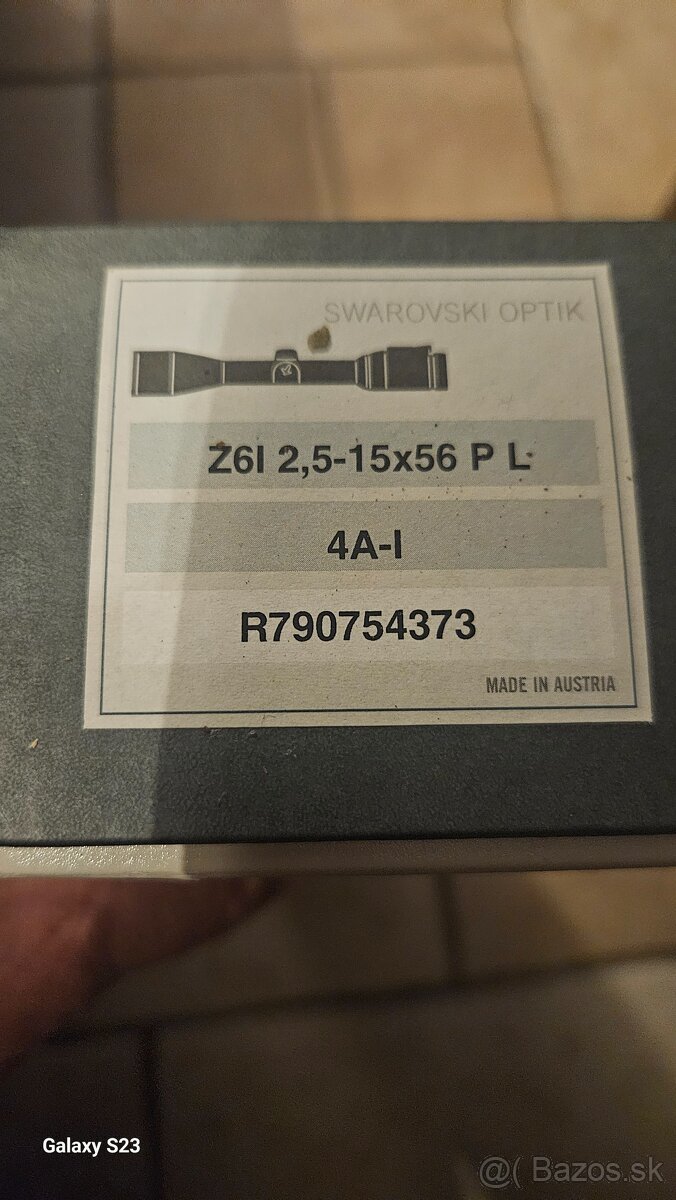 SWAROVSKI OPTIK
Z6I 2,5-15x56 P L
4A-I
R790754373
MADE IN AUSTRIA
Galaxy S23
@( Bazos.sk